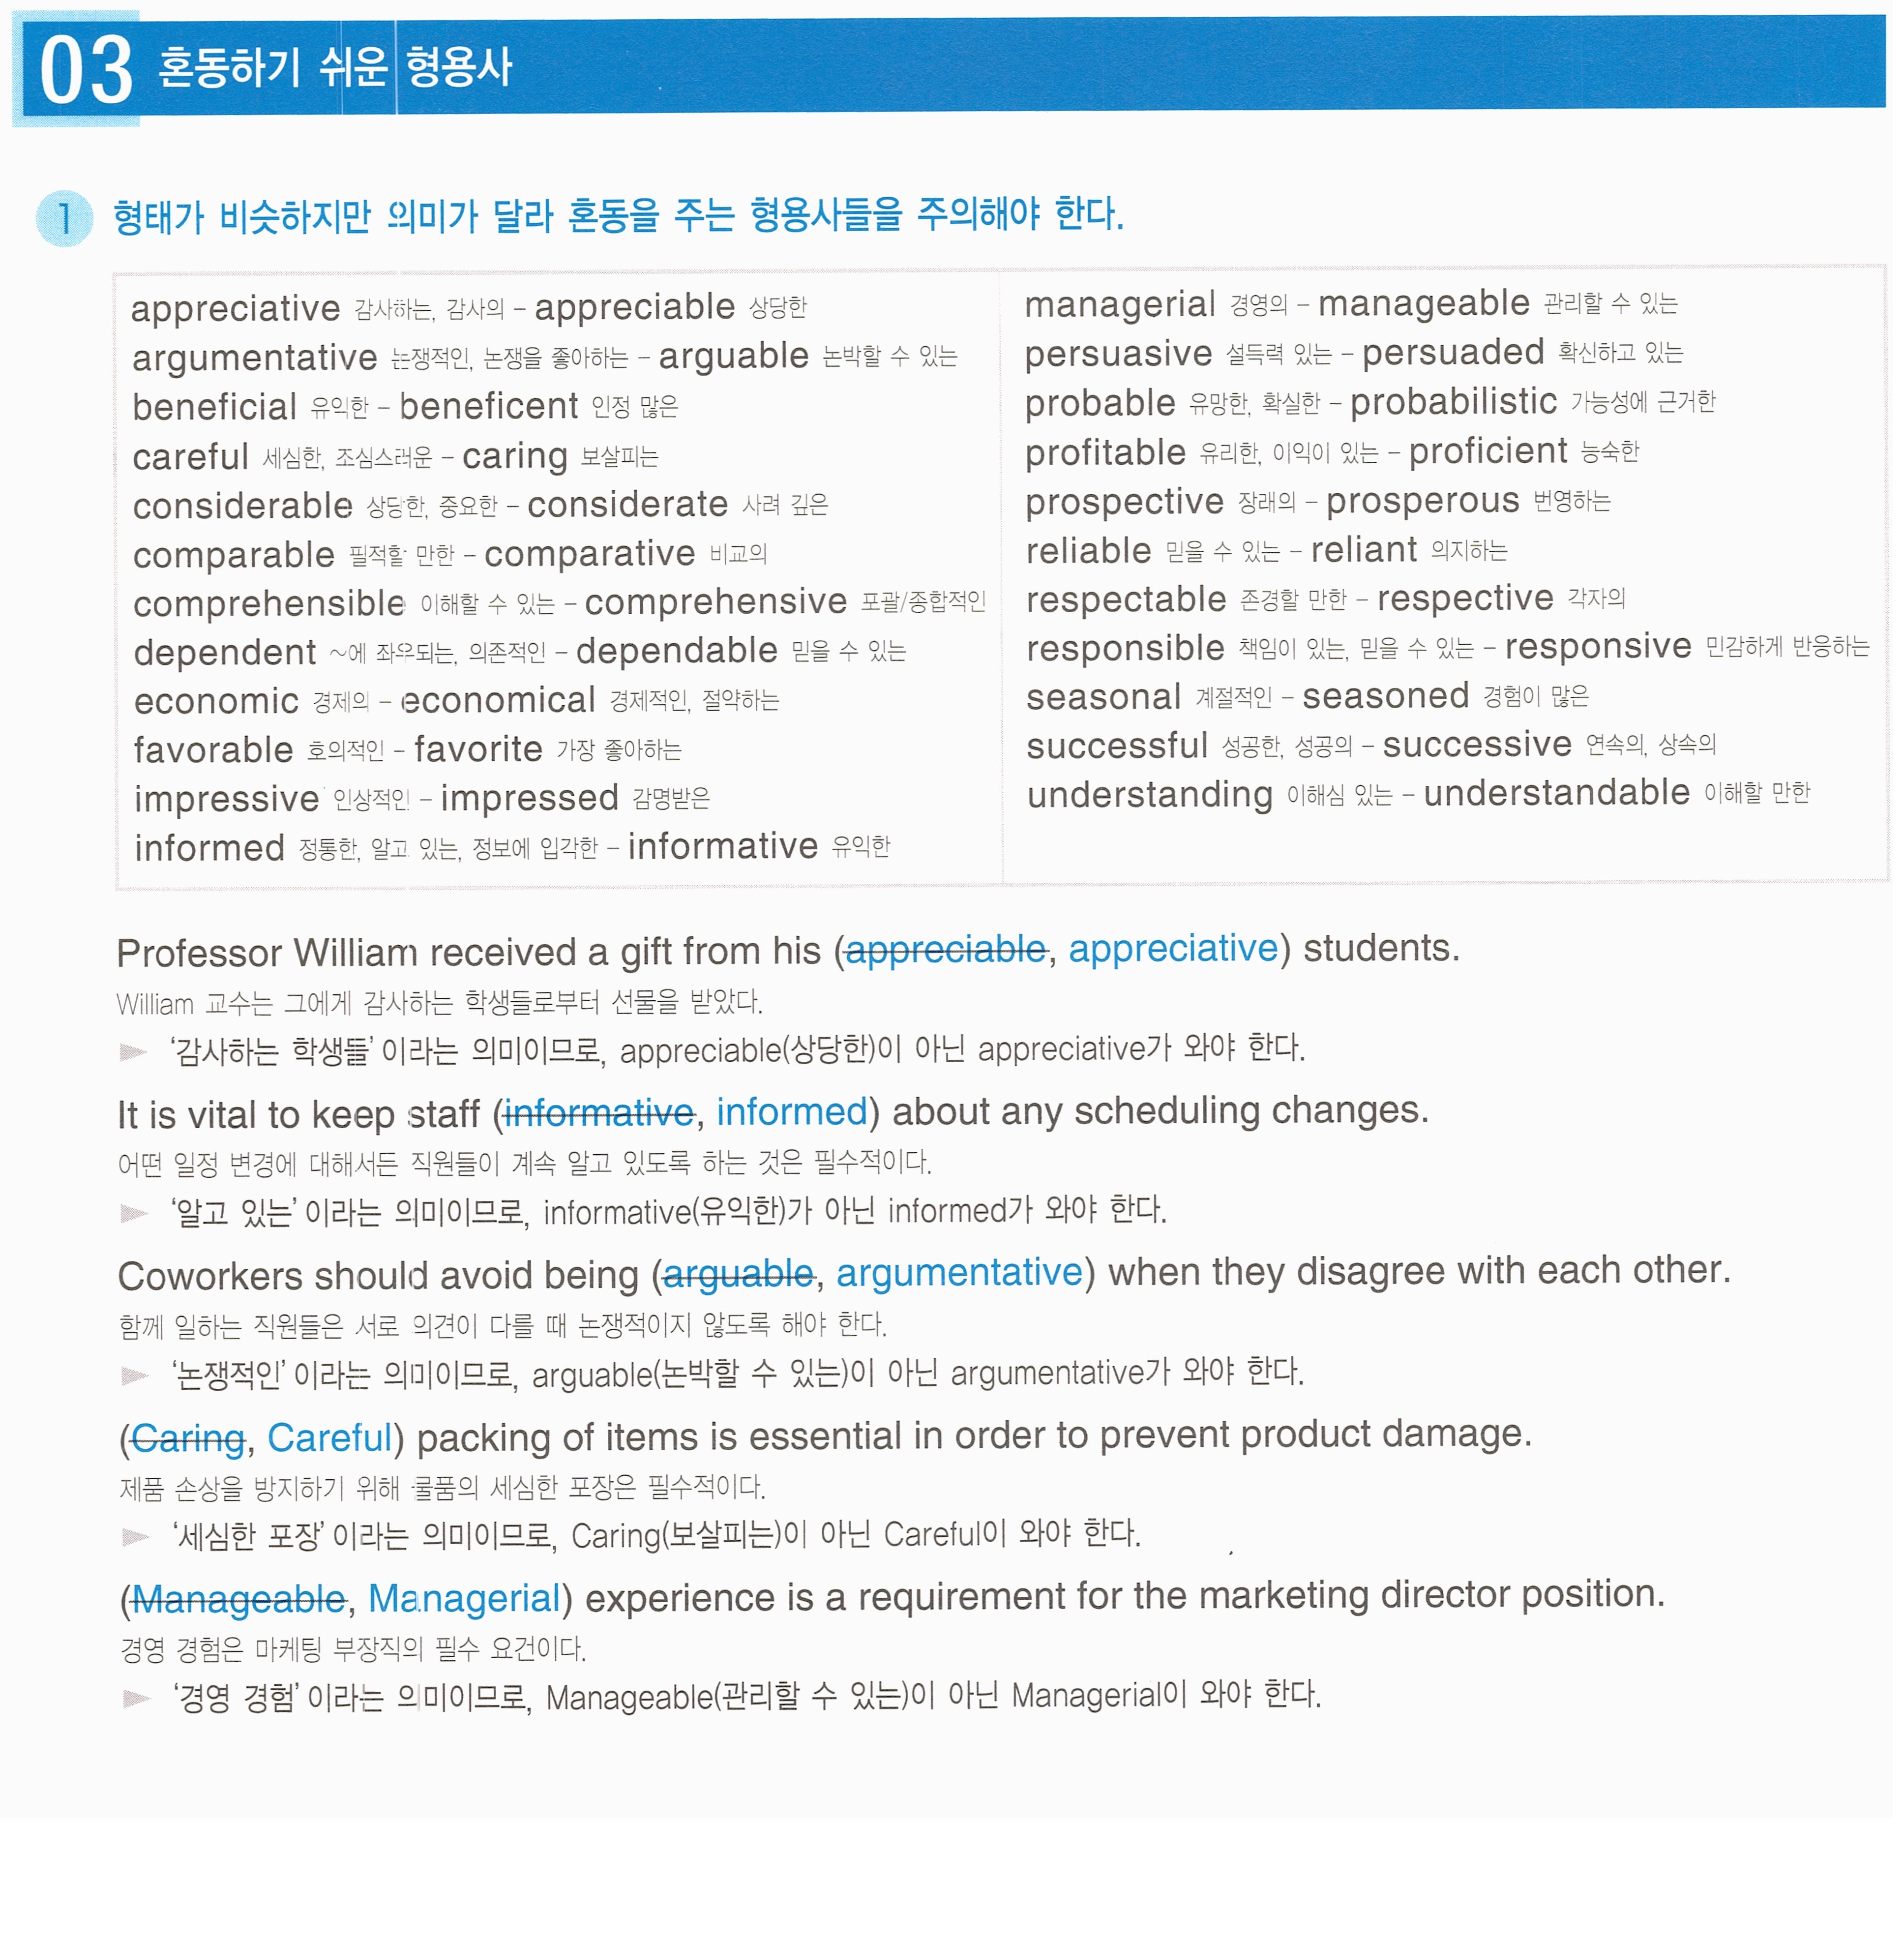 03 혼동하기 쉬운 형용사
1 형태가 비슷하지만 의미가 달라 혼동을 주는 형용사들을 주의해야 한다.
appreciative 감사하는, 감사의 – appreciable 상당한
argumentative 논쟁적인, 논쟁을 좋아하는 – arguable 논박할 수 있는
beneficial 유익한 – beneficent 인정 많은
careful 세심한, 조심스러운 – caring 보살피는
considerable 상당한, 중요한 – considerate 사려 깊은
comparable 필적할 만한 – comparative 비교의
comprehensible 이해할 수 있는 – comprehensive 포괄/종합적인
dependent ~에 좌우되는, 의존적인 – dependable 믿을 수 있는
economic 경제의 – economical 경제적인, 절약하는
favorable 호의적인 – favorite 가장 좋아하는
impressive 인상적인 – impressed 감명받은
informed 정통한, 알고 있는, 정보에 입각한 – informative 유익한
managerial 경영의 – manageable 관리할 수 있는
persuasive 설득력 있는 – persuaded 확신하고 있는
probable 유망한, 확실한 – probabilistic 가능성에 근거한
profitable 유리한, 이익이 있는 – proficient 능숙한
prospective 장래의 – prosperous 번영하는
reliable 믿을 수 있는 – reliant 의지하는
respectable 존경할 만한 – respective 각자의
responsible 책임이 있는, 믿을 수 있는 – responsive 민감하게 반응하는
seasonal 계절적인 – seasoned 경험이 많은
successful 성공한, 성공의 – successive 연속의, 상속의
understanding 이해심 있는 – understandable 이해할 만한
Professor William received a gift from his (appreciable, appreciative) students.
William 교수는 그에게 감사하는 학생들로부터 선물을 받았다.
► '감사하는 학생들'이라는 의미이므로, appreciable(상당한)이 아닌 appreciative가 와야 한다.
It is vital to keep staff (informative, informed) about any scheduling changes.
어떤 일정 변경에 대해서든 직원들이 계속 알고 있도록 하는 것은 필수적이다.
► '알고 있는'이라는 의미이므로, informative(유익한)가 아닌 informed가 와야 한다.
Coworkers should avoid being (arguable, argumentative) when they disagree with each other.
함께 일하는 직원들은 서로 의견이 다를 때 논쟁적이지 않도록 해야 한다.
► '논쟁적인'이라는 의미이므로, arguable(논박할 수 있는)이 아닌 argumentative가 와야 한다.
(Caring, Careful) packing of items is essential in order to prevent product damage.
제품 손상을 방지하기 위해 물품의 세심한 포장은 필수적이다.
► '세심한 포장'이라는 의미이므로, Caring(보살피는)이 아닌 Careful이 와야 한다.
(Manageable, Managerial) experience is a requirement for the marketing director position.
경영 경험은 마케팅 부장직의 필수 요건이다.
► '경영 경험'이라는 의미이므로, Manageable(관리할 수 있는)이 아닌 Managerial이 와야 한다.